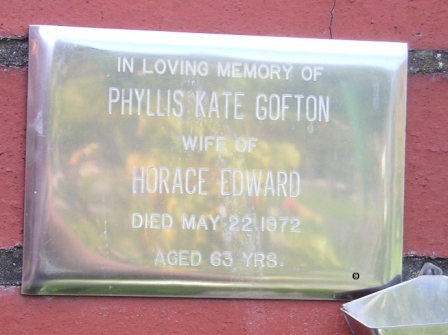 IN LOVING MEMORY OF
PHYLLIS KATE GOFTON
WIFE OF
HORACE EDWARD
DIED MAY 22 1972
AGED 63 YRS.